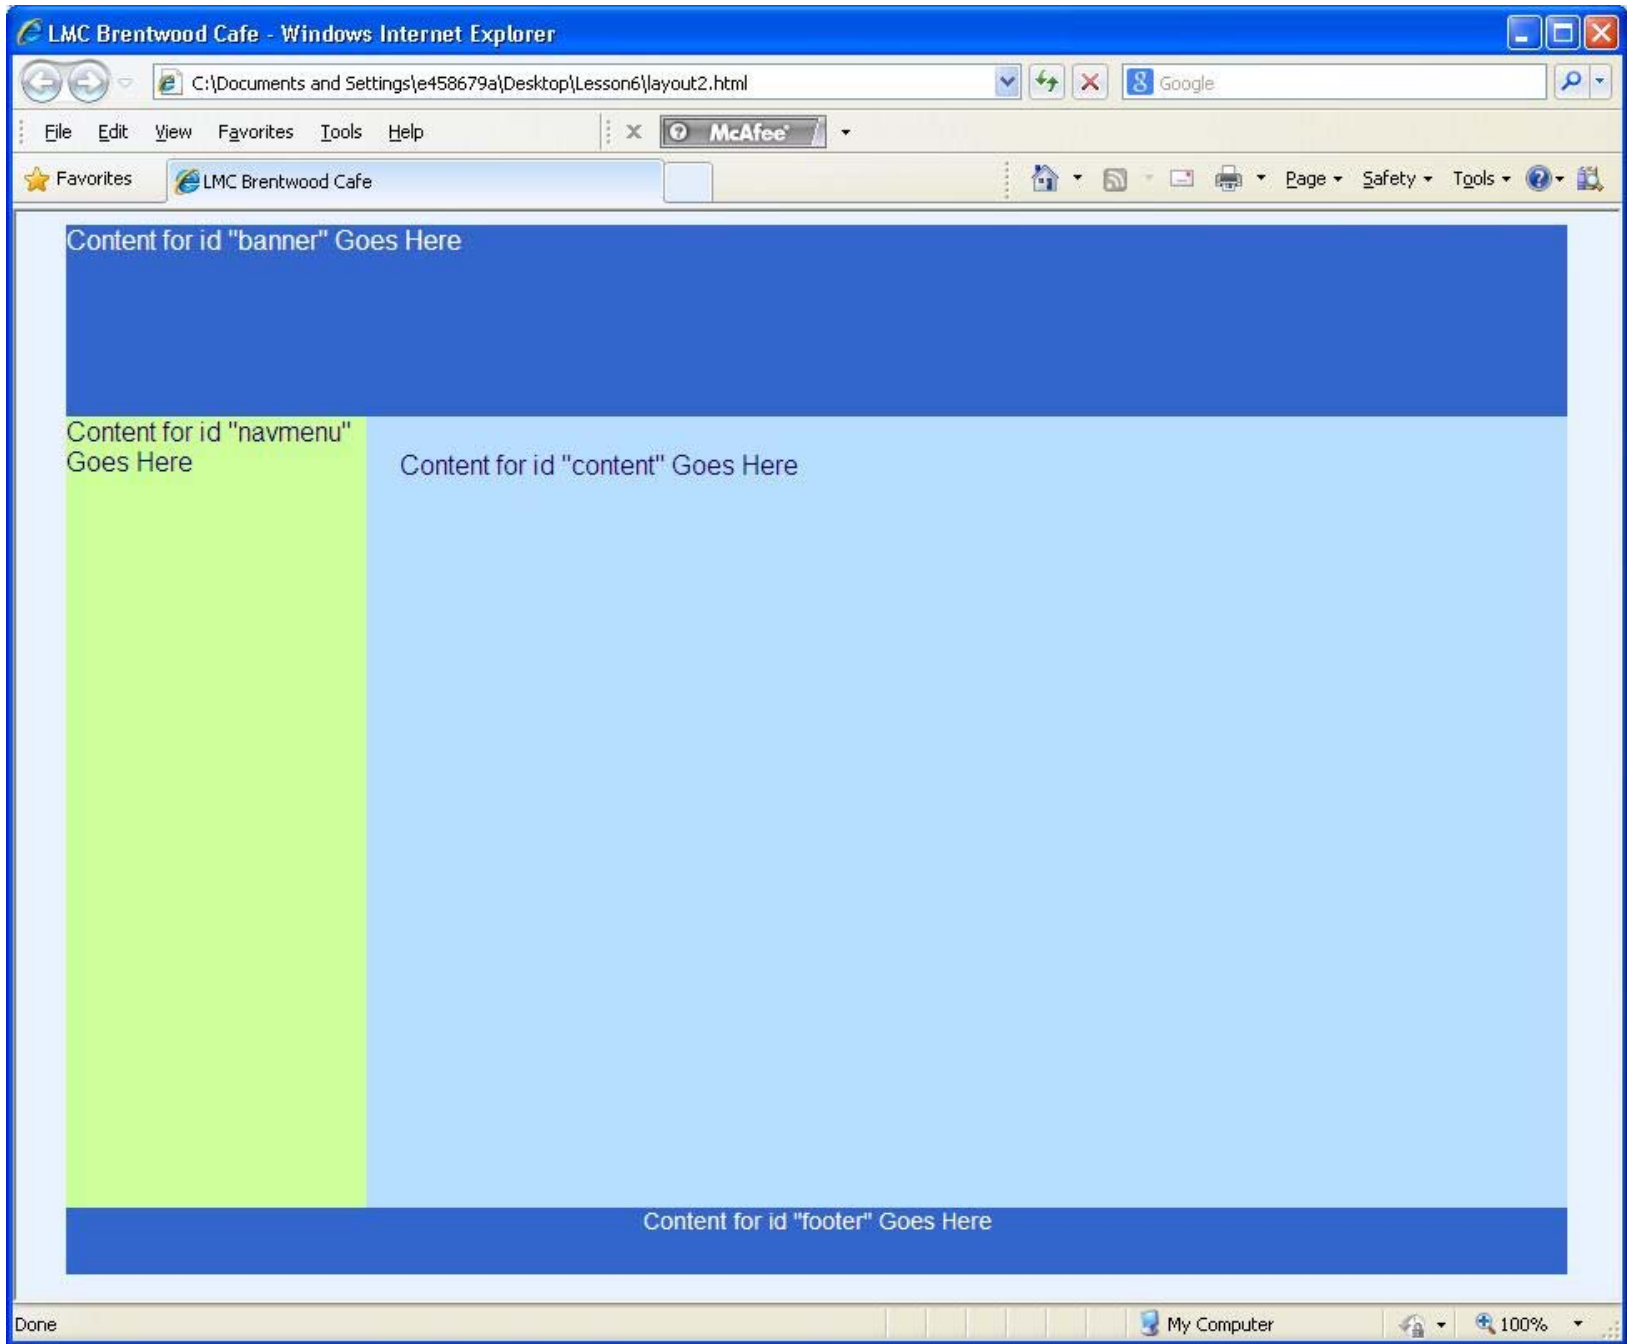 LMC Brentwood Cafe - Windows Internet Explorer
C:\Documents and Settings\e458679a\Desktop\Lesson6\layout2.html
Google
File Edit View Favorites Tools Help
McAfee
Favorites
LMC Brentwood Cafe
Page Safety Tools
Content for id "banner" Goes Here
Content for id "navmenu"
Goes Here
Content for id "content" Goes Here
Content for id "footer" Goes Here
Done
My Computer
100%